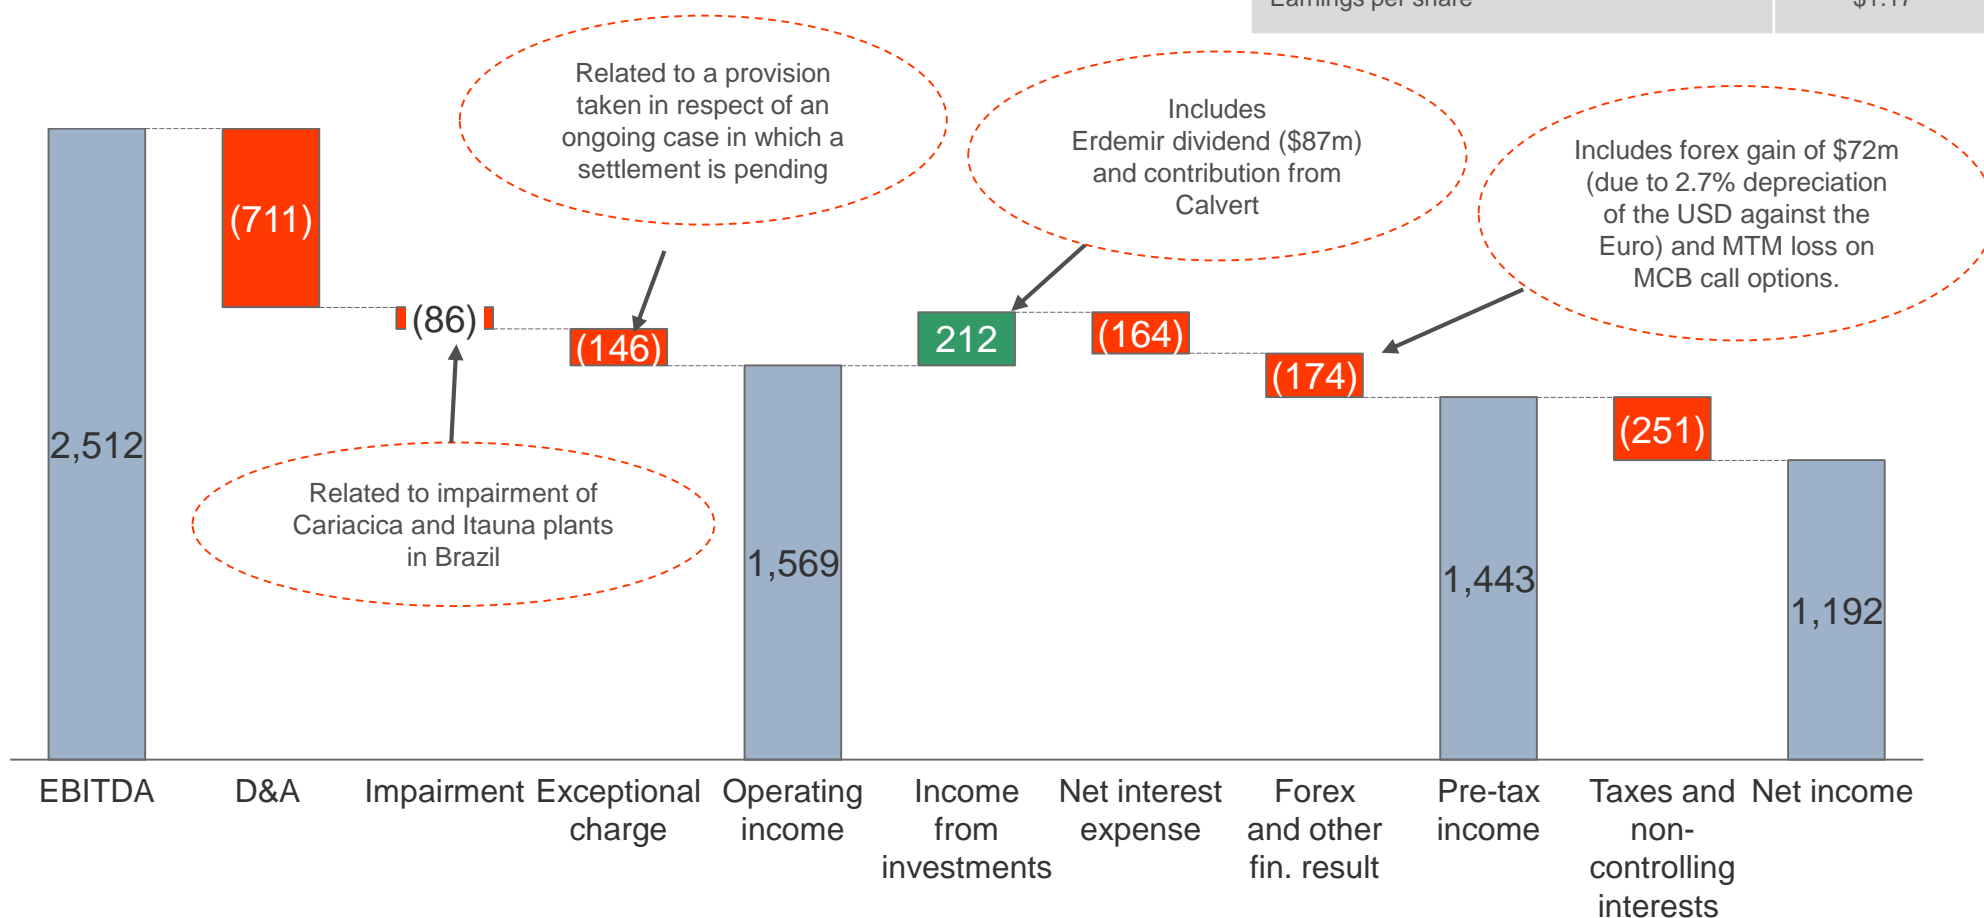 Earnings per share
$1.17
Related to a provision
taken in respect of an
ongoing case in which a
settlement is pending
Includes
Erdemir dividend ($87m)
and contribution from
Calvert
Includes forex gain of $72m
(due to 2.7% depreciation
of the USD against the
Euro) and MTM loss on
MCB call options.
(711)
(86)
(146)
212
(164)
(174)
(251)
2,512
1,569
1,443
1,192
Related to impairment of
Cariacica and Itauna plants
in Brazil
EBITDA
D&A
Impairment
Exceptional
charge
Operating
income
Income
from
investments
Net interest
expense
Forex
and other
fin. result
Pre-tax
income
Taxes and
non-
controlling
interests
Net income